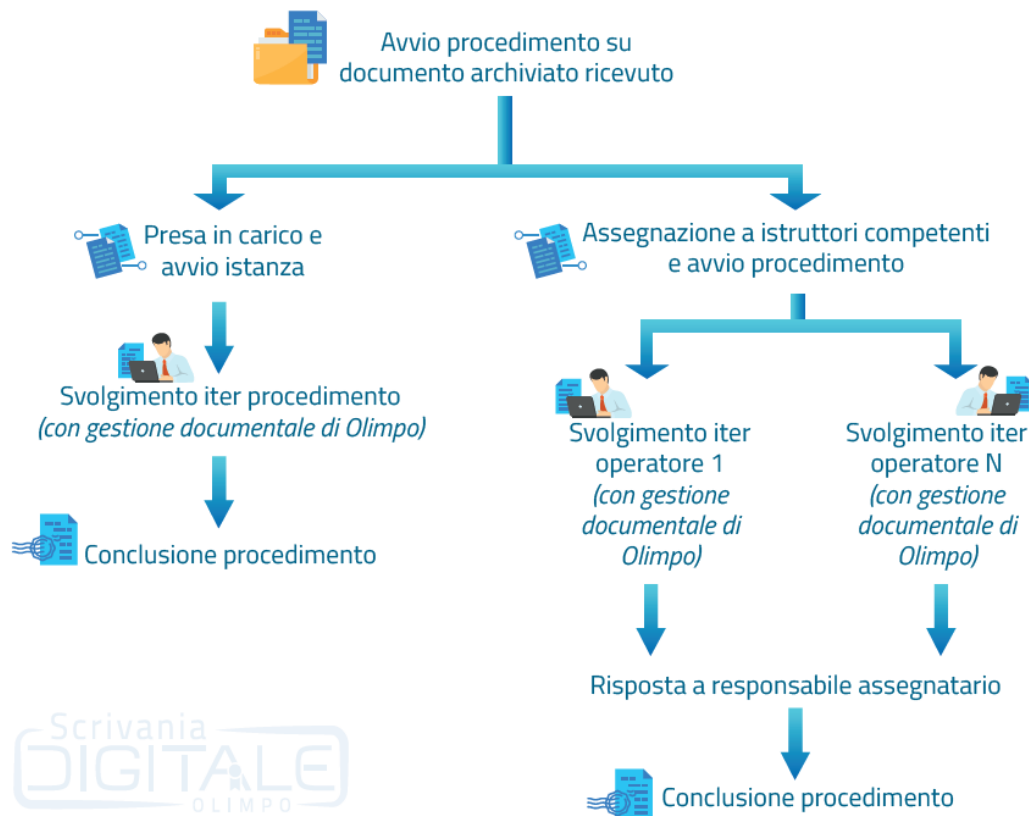 Avvio procedimento su
documento archiviato ricevuto
Presa in carico e
avvio istanza
Svolgimento iter procedimento
(con gestione documentale di Olimpo)
Conclusione procedimento
Assegnazione a istruttori competenti
e avvio procedimento
Svolgimento iter
operatore 1
(con gestione
documentale di
Olimpo)
Svolgimento iter
operatore N
(con gestione
documentale di
Olimpo)
Risposta a responsabile assegnatario
Conclusione procedimento
Scrivania
DIGITALE
OLIMPO